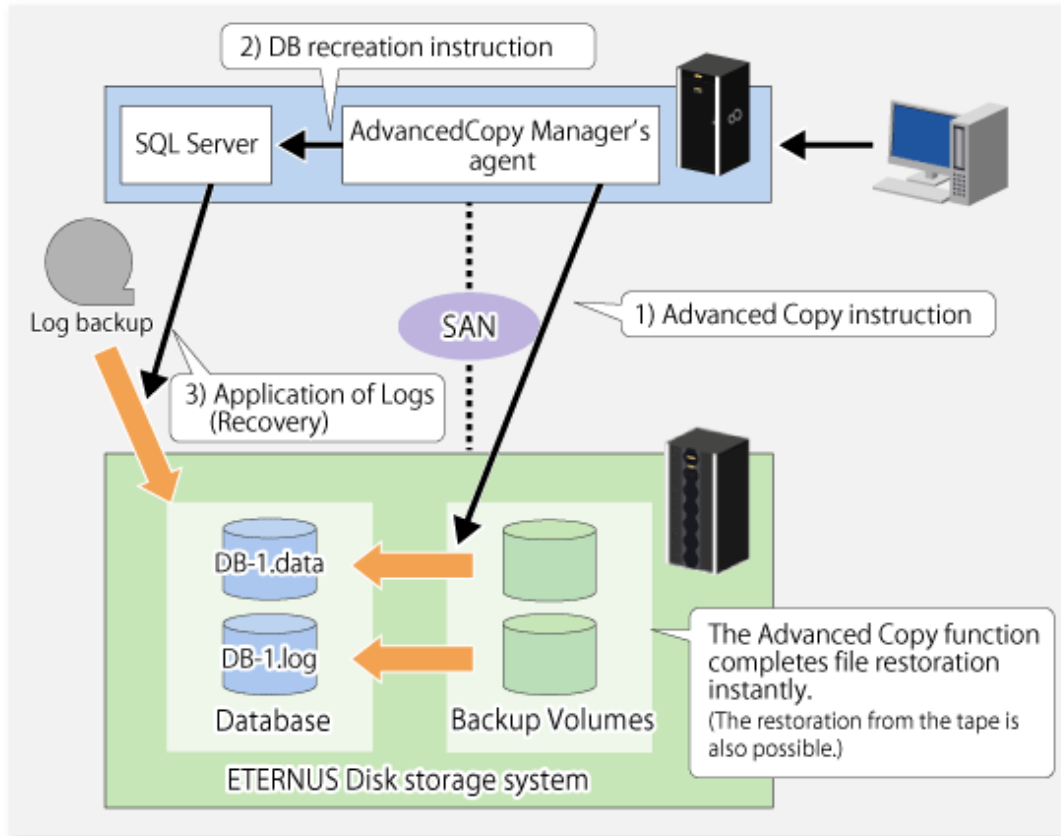 2) DB recreation instruction
SQL Server
AdvancedCopy Manager's
agent
Log backup
SAN
1) Advanced Copy instruction
3) Application of Logs
(Recovery)
DB-1.data
DB-1.log
Database
Backup Volumes
The Advanced Copy function
completes file restoration
instantly.
(The restoration from the tape is
also possible.)
ETERNUS Disk storage system